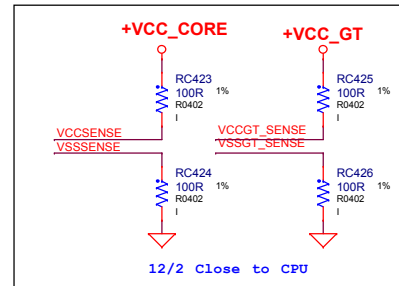 +VCC_CORE
+VCC_GT
RC423
100R 1%
R0402
I
RC425
100R 1%
R0402
I
VCCSENSE
VSSSENSE
VCCGT_SENSE
VSSGT_SENSE
RC424
100R 1%
R0402
I
RC426
100R 1%
R0402
I
12/2 Close to CPU